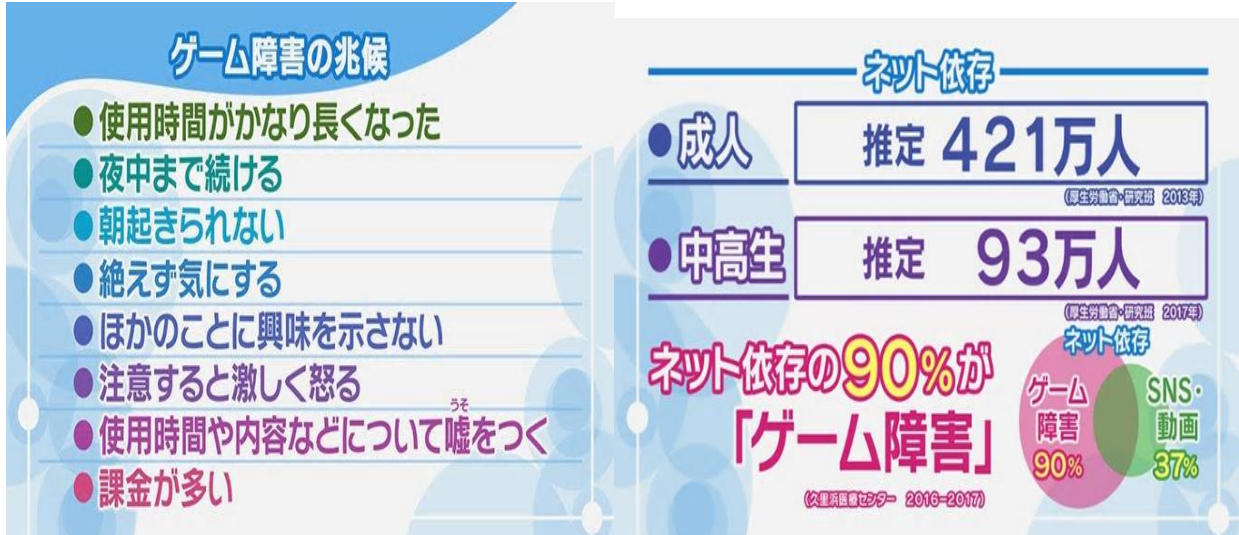 ゲーム障害の兆候
●使用時間がかなり長くなった
●夜中まで続ける
●朝起きられない
●絶えず気にする
●ほかのことに興味を示さない
●注意すると激しく怒る
うそ
●使用時間や内容などについて嘘をつく
●課金が多い
ネット依存
●成人 推定 421万人
(厚生労働省・研究班 2013年)
●中高生 推定 93万人
(厚生労働省・研究班 2017年)
ネット依存の90%が
「ゲーム障害」
(久里浜医療センター 2016-2017)
ネット依存
ゲーム
障害
90%
SNS・
動画
37%